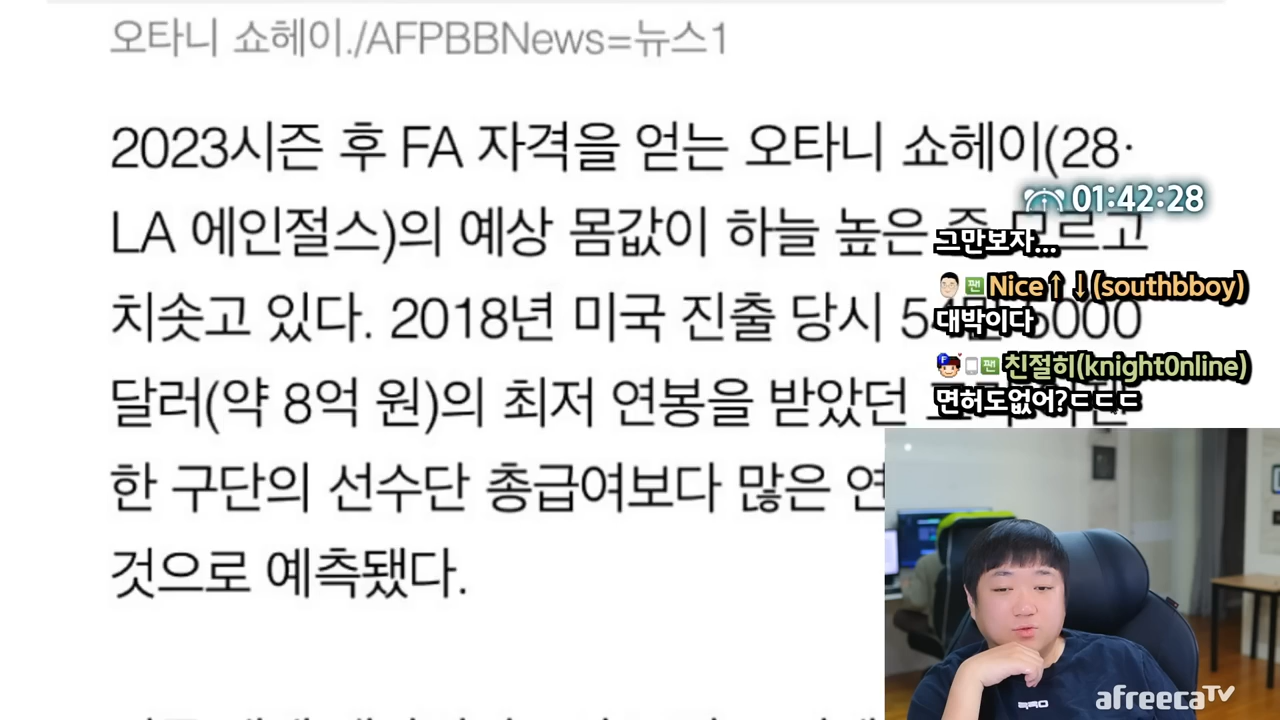 오타니 쇼헤이./AFPBBNews=뉴스1
2023시즌 후 FA 자격을 얻는 오타니 쇼헤이(28·
LA 에인절스)의 예상 몸값이 하늘 높은 줄 모르고
치솟고 있다. 2018년 미국 진출 당시
달러(약 8억 원)의 최저 연봉을 받았던
한 구단의 선수단 총급여보다 많은
것으로 예측됐다.
01:42:28
그만보자...
Nice↑↓(southbboy)
대박이다
친절히(knight0nline)
면허도없어?ㄷㄷㄷ
afreecaTV